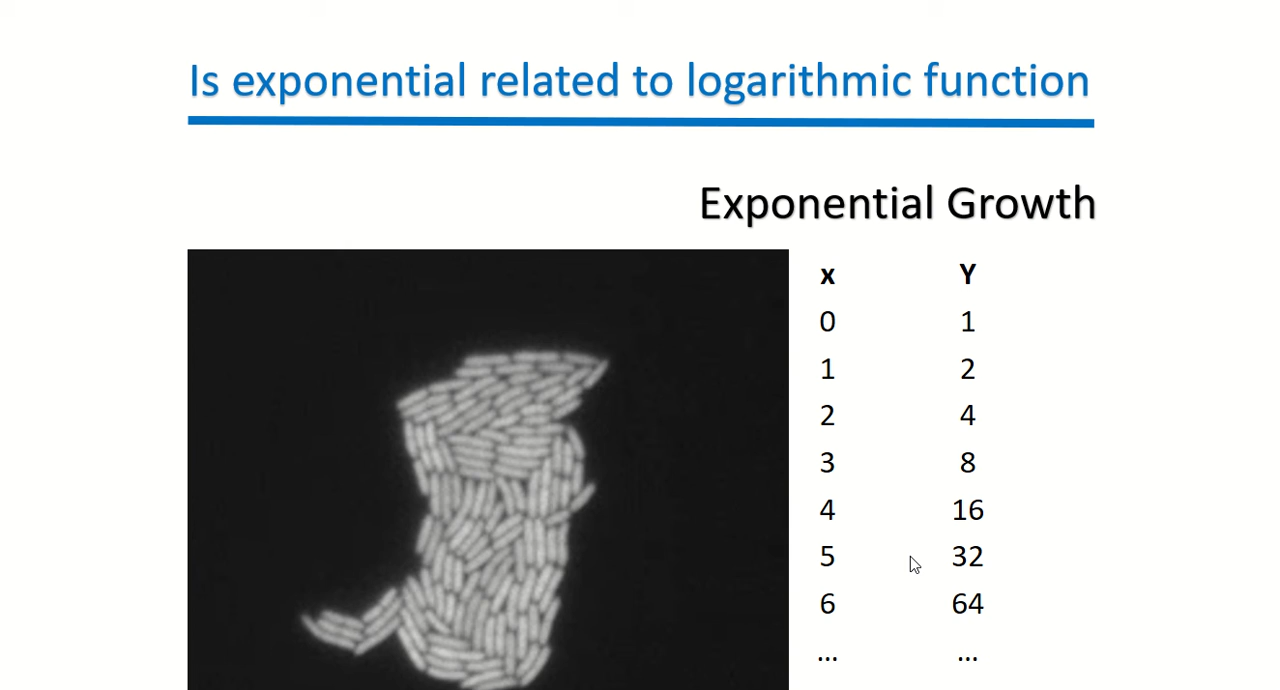 Is exponential related to logarithmic function
Exponential Growth
x Y
0 1
1 2
2 4
3 8
4 16
5 32
6 64
... ...